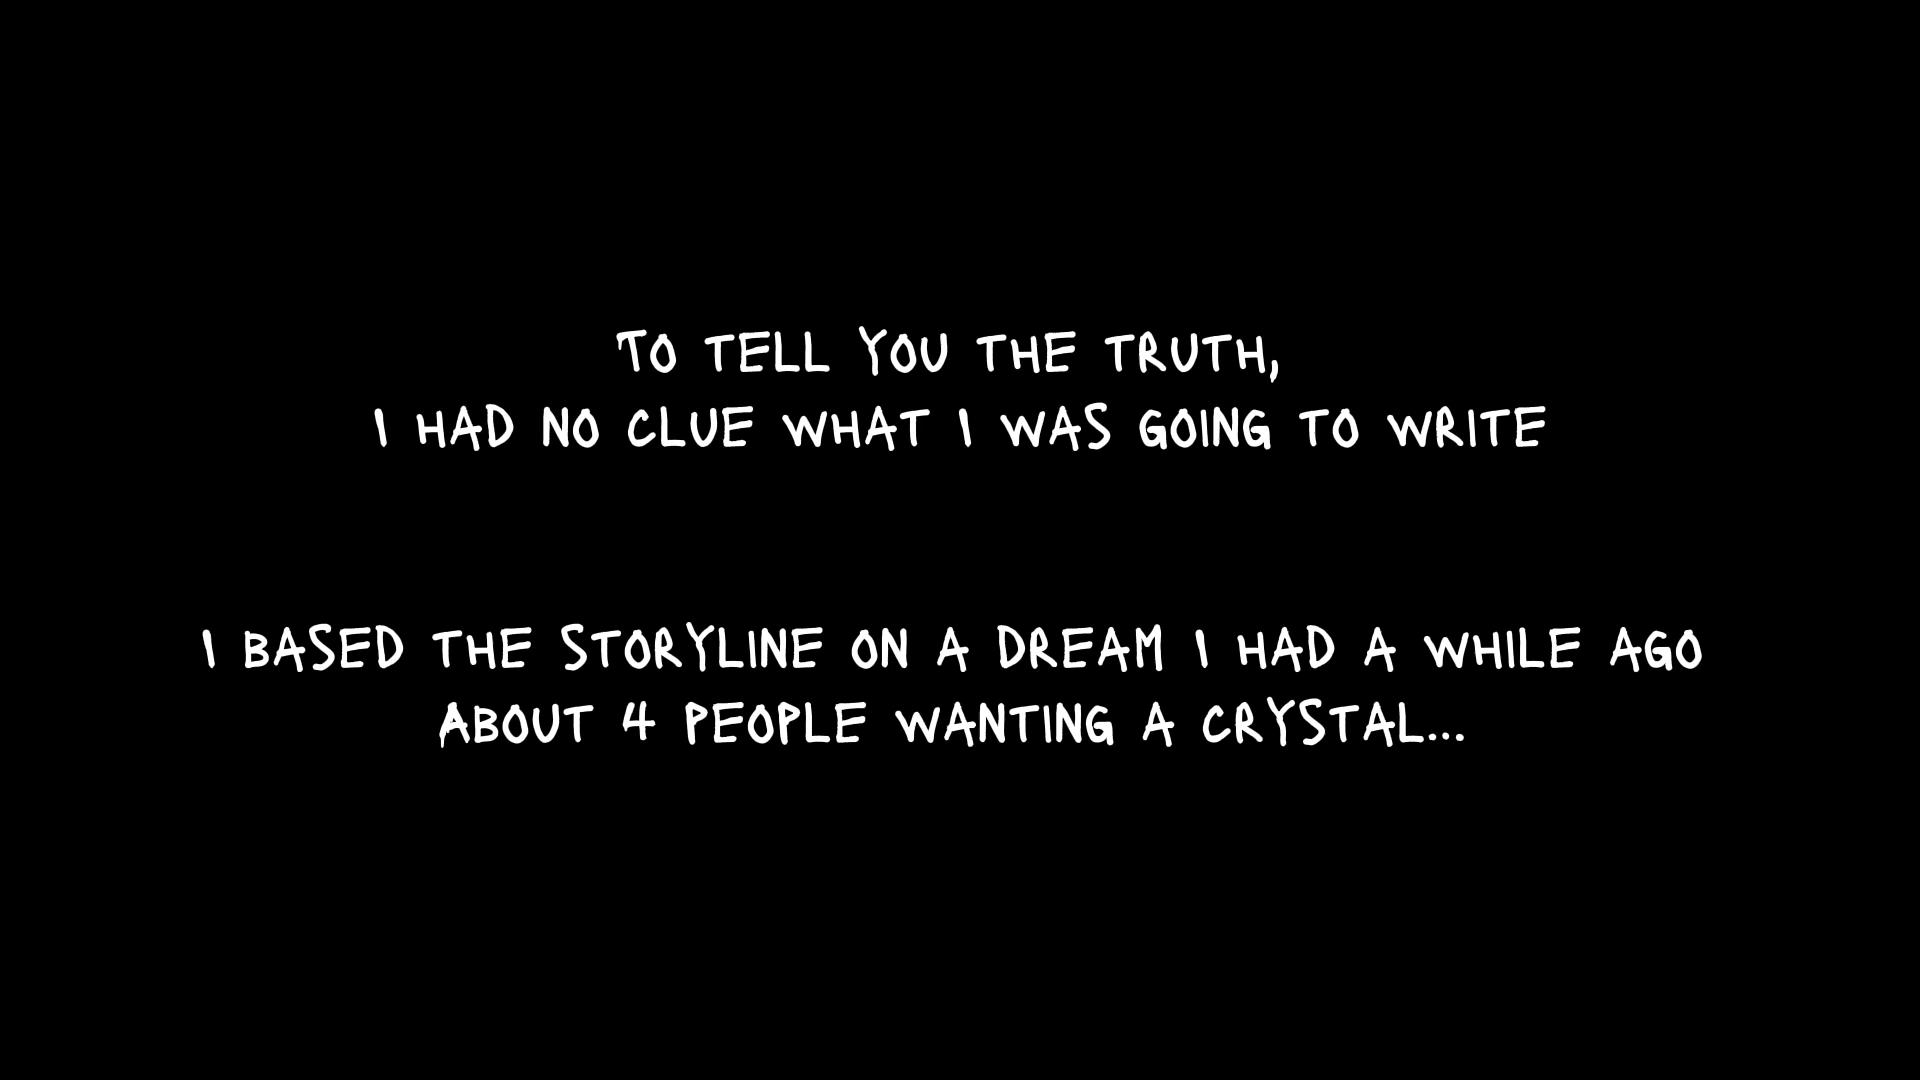 TO TELL YOU THE TRUTH,
I HAD NO CLUE WHAT I WAS GOING TO WRITE
I BASED THE STORYLINE ON A DREAM I HAD A WHILE AGO
ABOUT 4 PEOPLE WANTING A CRYSTAL...